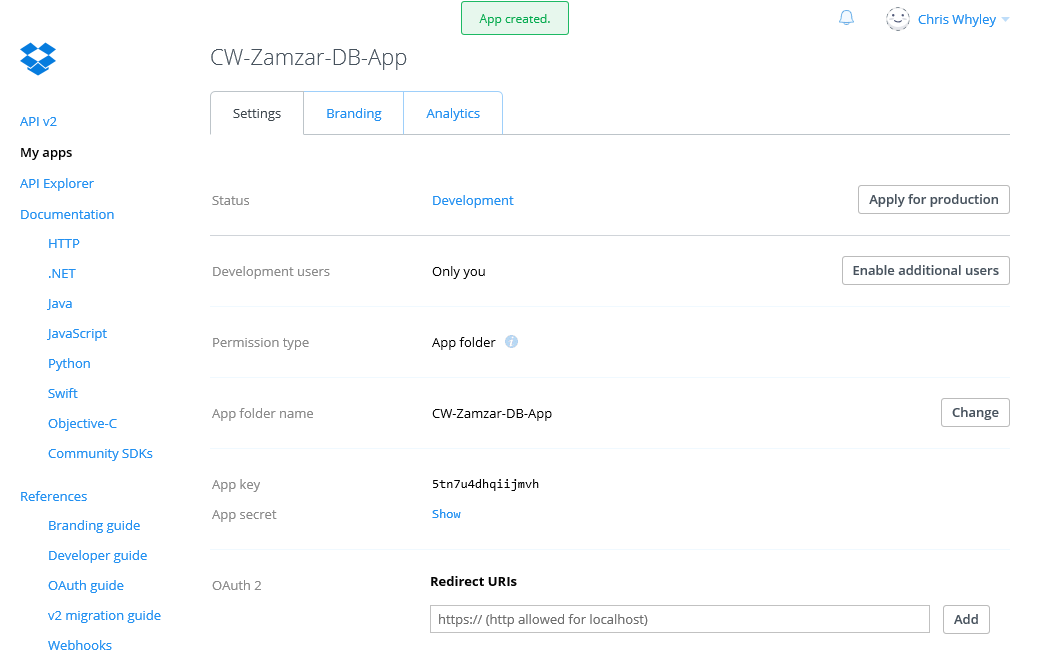 App created.
Chris Whyley
CW-Zamzar-DB-App
Settings
Branding
Analytics
API v2
My apps
API Explorer
Documentation
HTTP
.NET
Java
JavaScript
Python
Swift
Objective-C
Community SDKs
References
Branding guide
Developer guide
OAuth guide
v2 migration guide
Webhooks
Status Development Apply for production
Development users Only you Enable additional users
Permission type App folder i
App folder name CW-Zamzar-DB-App Change
App key 5tn7u4dhqiijmvh
App secret Show
OAuth 2 Redirect URIs
https:// (http allowed for localhost) Add